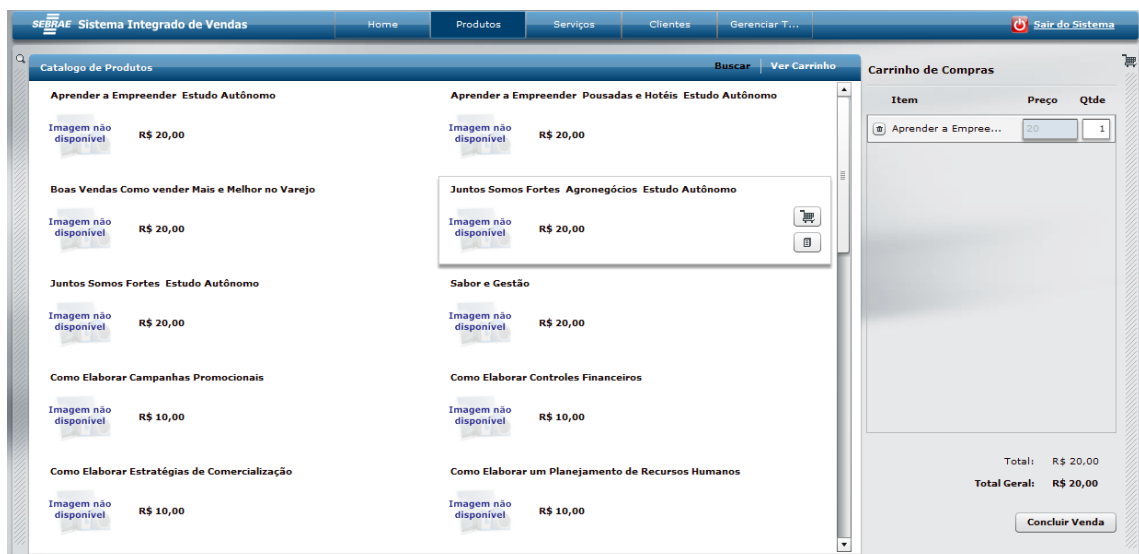 SEBRAE Sistema Integrado de Vendas
Home
Produtos
Serviços
Clientes
Gerenciar T...
Sair do Sistema
Catalogo de Produtos
Buscar
Ver Carrinho
Aprender a Empreender Estudo Autônomo
Aprender a Empreender Pousadas e Hotéis Estudo Autônomo
Imagem não
disponível
R$ 20,00
Imagem não
disponível
R$ 20,00
Boas Vendas Como vender Mais e Melhor no Varejo
Juntos Somos Fortes Agronegócios Estudo Autônomo
Imagem não
disponível
R$ 20,00
Imagem não
disponível
R$ 20,00
Juntos Somos Fortes Estudo Autônomo
Sabor e Gestão
Imagem não
disponível
R$ 20,00
Imagem não
disponível
R$ 20,00
Como Elaborar Campanhas Promocionais
Como Elaborar Controles Financeiros
Imagem não
disponível
R$ 10,00
Imagem não
disponível
R$ 10,00
Como Elaborar Estratégias de Comercialização
Como Elaborar um Planejamento de Recursos Humanos
Imagem não
disponível
R$ 10,00
Imagem não
disponível
R$ 10,00
Carrinho de Compras
Item Preço Qtde
Aprender a Empree... 20 1
Total: R$ 20,00
Total Geral: R$ 20,00
Concluir Venda